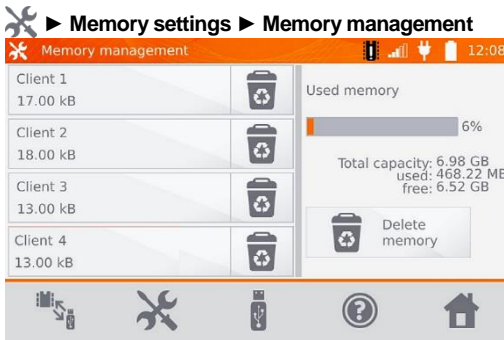 ► Memory settings ► Memory management
Memory management 12:08
Client 1
17.00 kB
Client 2
18.00 kB
Client 3
13.00 kB
Client 4
13.00 kB
Used memory
6%
Total capacity: 6.98 GB
used: 468.22 MB
free: 6.52 GB
Delete
memory